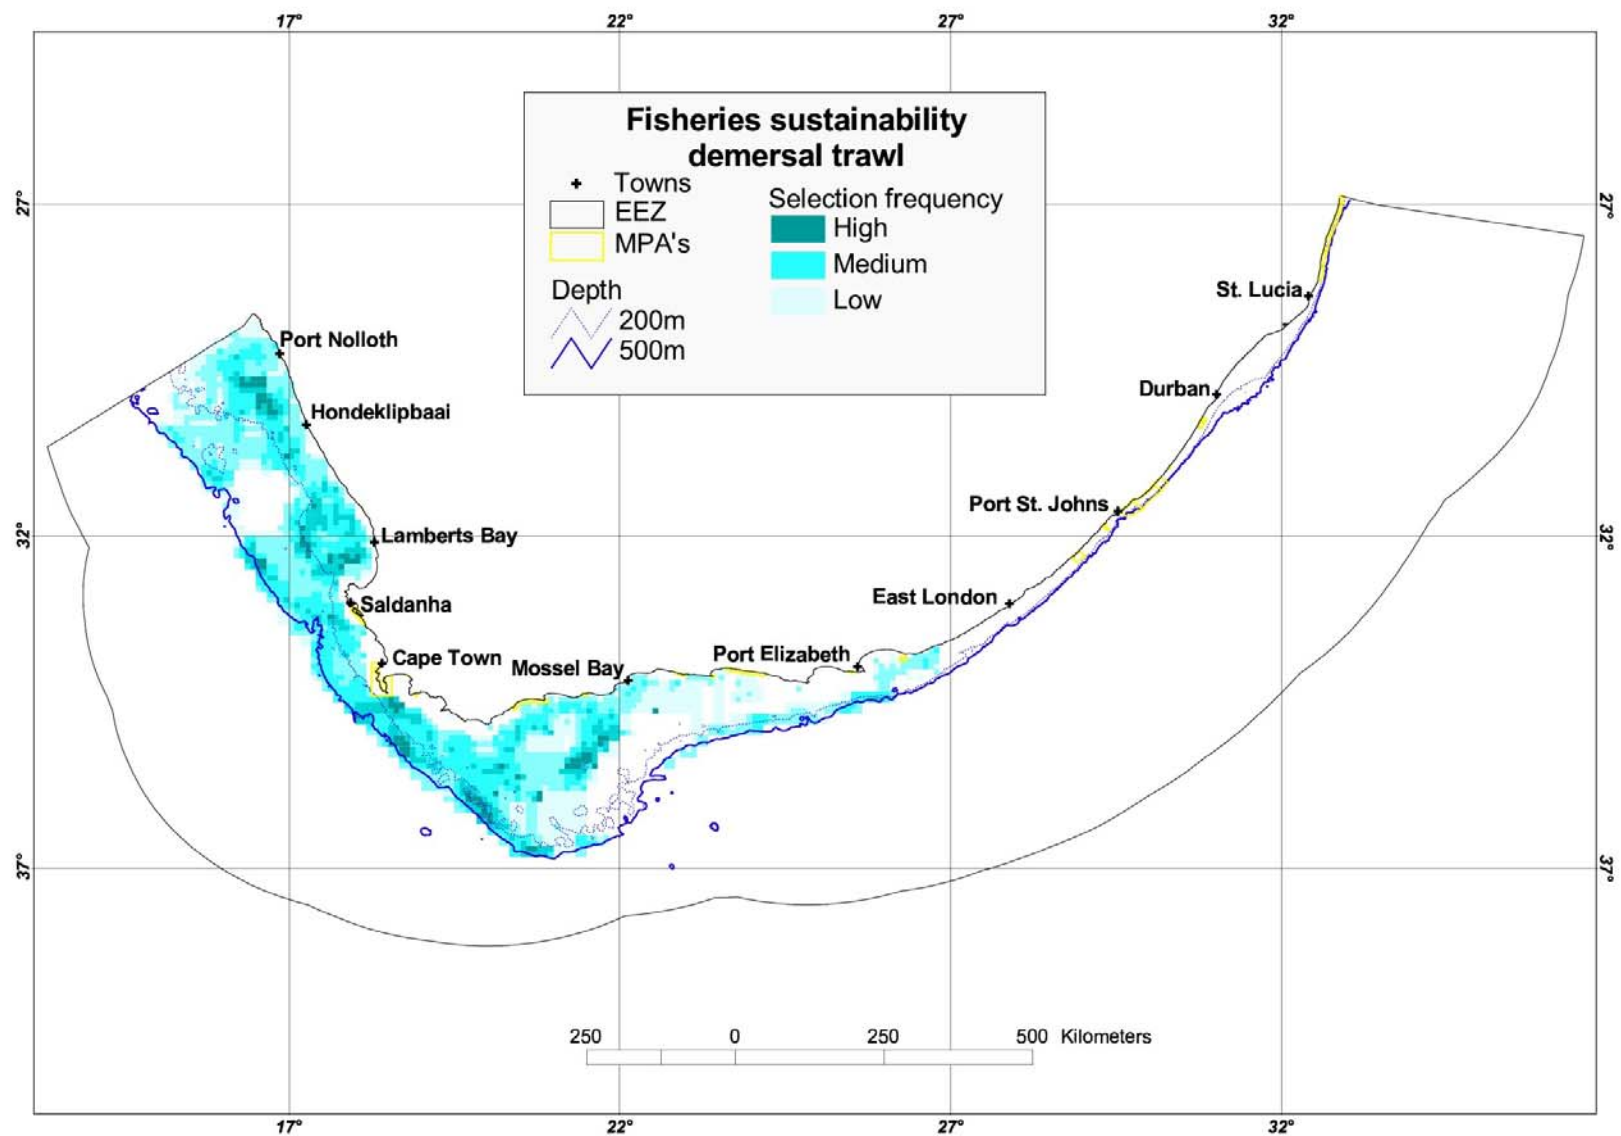 17° 22° 27° 32°
Fisheries sustainability
demersal trawl
Towns
EEZ
MPA's
Depth
200m
500m
Selection frequency
High
Medium
Low
27° 27°
St. Lucia
Port Nolloth
Durban
Hondeklipbaai
Port St. Johns
32° 32°
Lamberts Bay
East London
Saldanha
Port Elizabeth
Cape Town
Mossel Bay
37° 37°
250 0 250 500 Kilometers
17° 22° 27° 32°